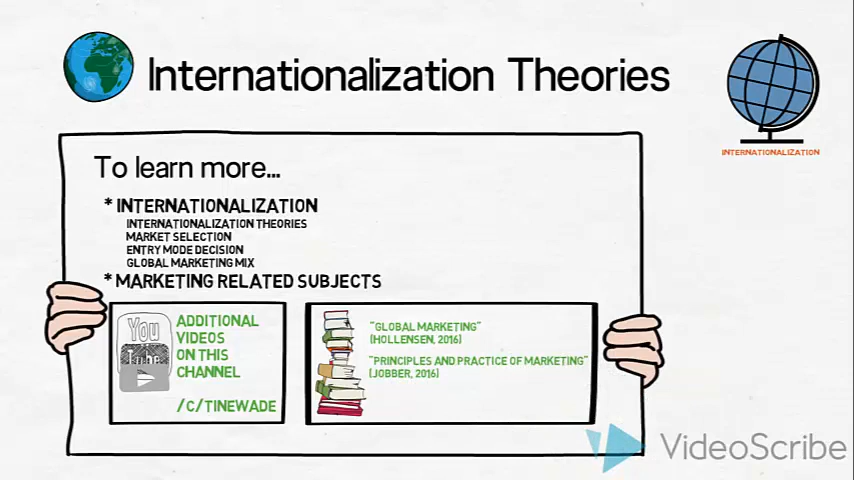 Internationalization Theories
INTERNATIONALIZATION
To learn more...
* INTERNATIONALIZATION
INTERNATIONALIZATION THEORIES
MARKET SELECTION
ENTRY MODE DECISION
GLOBAL MARKETING MIX
* MARKETING RELATED SUBJECTS
You
Tube
ADDITIONAL
VIDEOS
ON THIS
CHANNEL
/C/TINEWADE
"GLOBAL MARKETING"
(HOLLENSEN, 2016)
"PRINCIPLES AND PRACTICE OF MARKETING"
(JOBBER, 2016)
VideoScribe